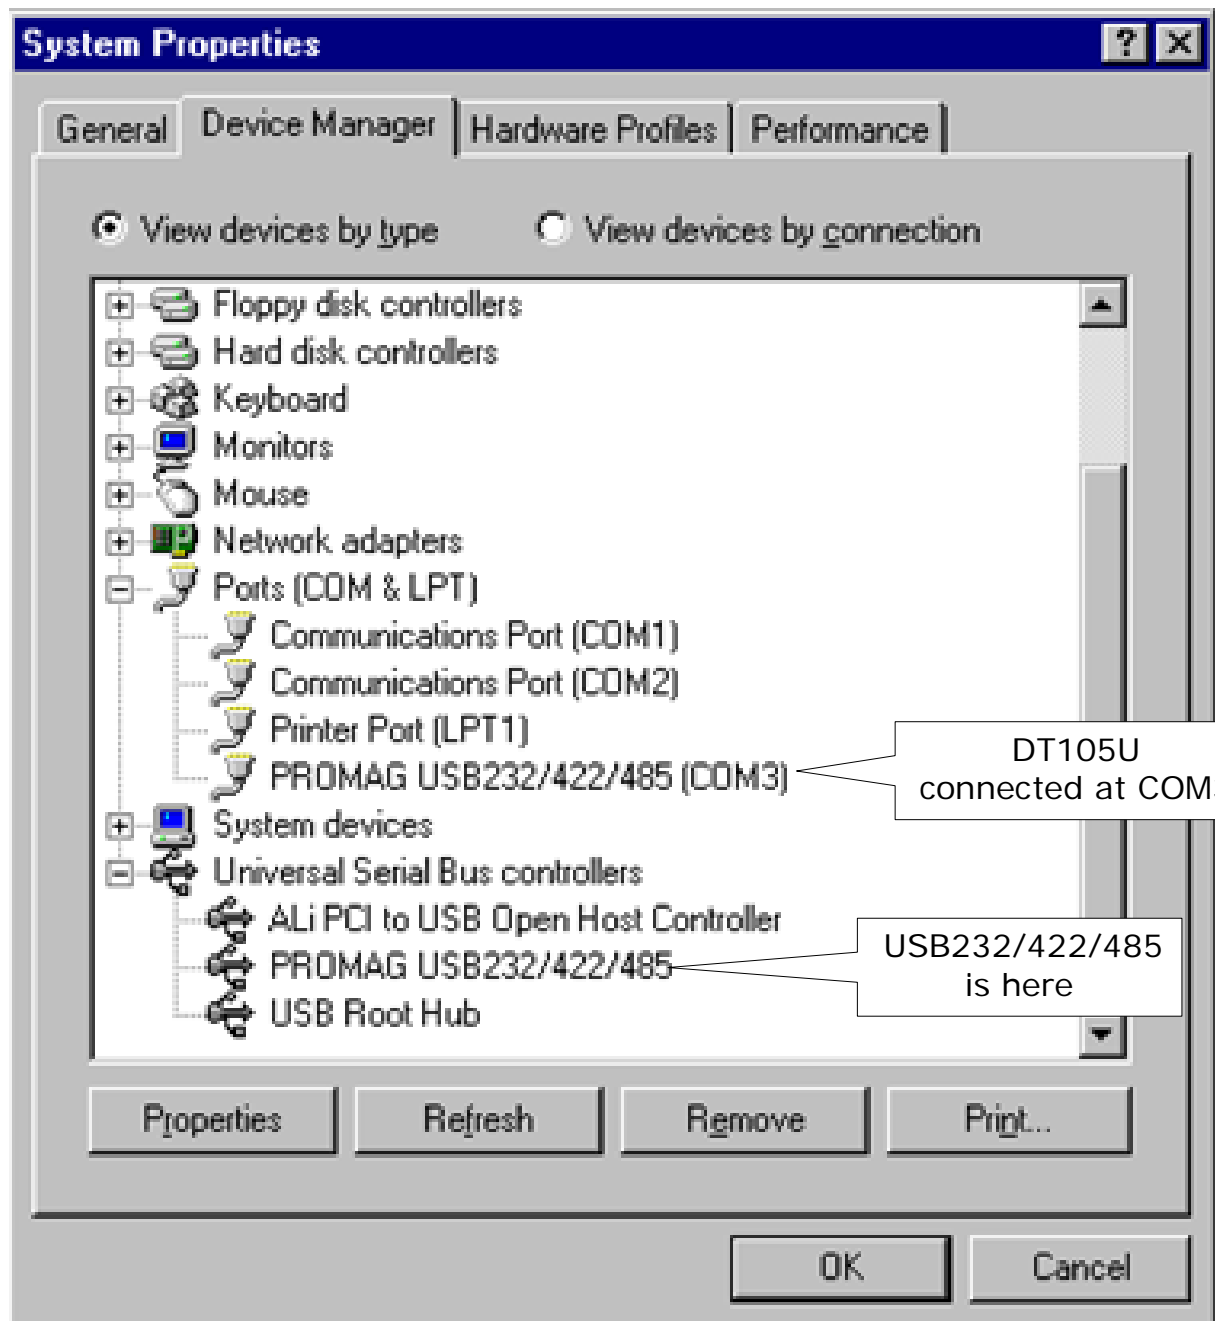 System Properties
General Device Manager Hardware Profiles Performance
View devices by type View devices by connection
Floppy disk controllers
Hard disk controllers
Keyboard
Monitors
Mouse
Network adapters
Ports (COM & LPT)
Communications Port (COM1)
Communications Port (COM2)
Printer Port (LPT1)
PROMAG USB232/422/485 (COM3)
DT105U
connected at COM
System devices
Universal Serial Bus controllers
ALi PCI to USB Open Host Controller
PROMAG USB232/422/485
USB232/422/485
is here
USB Root Hub
Properties Refresh Remove Print...
OK Cancel